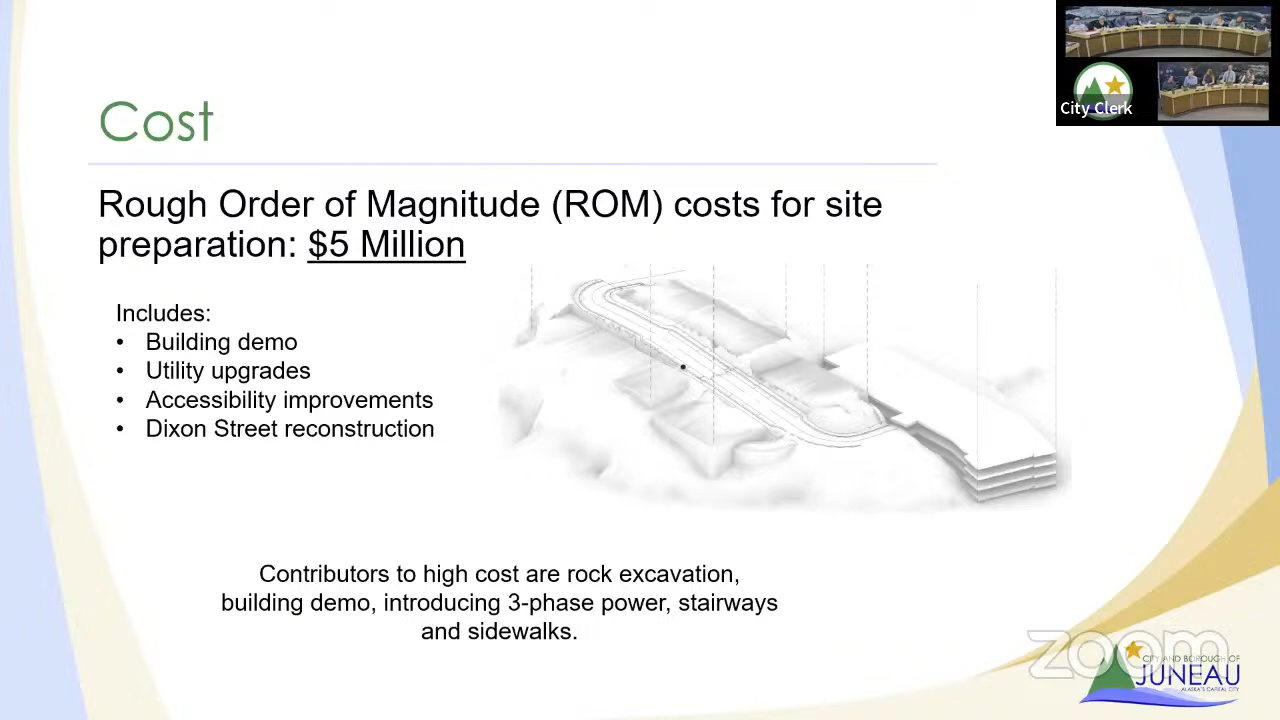 City Clerk
Cost
Rough Order of Magnitude (ROM) costs for site
preparation: $5 Million
Includes:
• Building demo
• Utility upgrades
• Accessibility improvements
• Dixon Street reconstruction
Contributors to high cost are rock excavation,
building demo, introducing 3-phase power, stairways
and sidewalks.
zoom
CITY AND BOROUGH OF
JUNEAU
ALASKA'S CAPITAL CITY